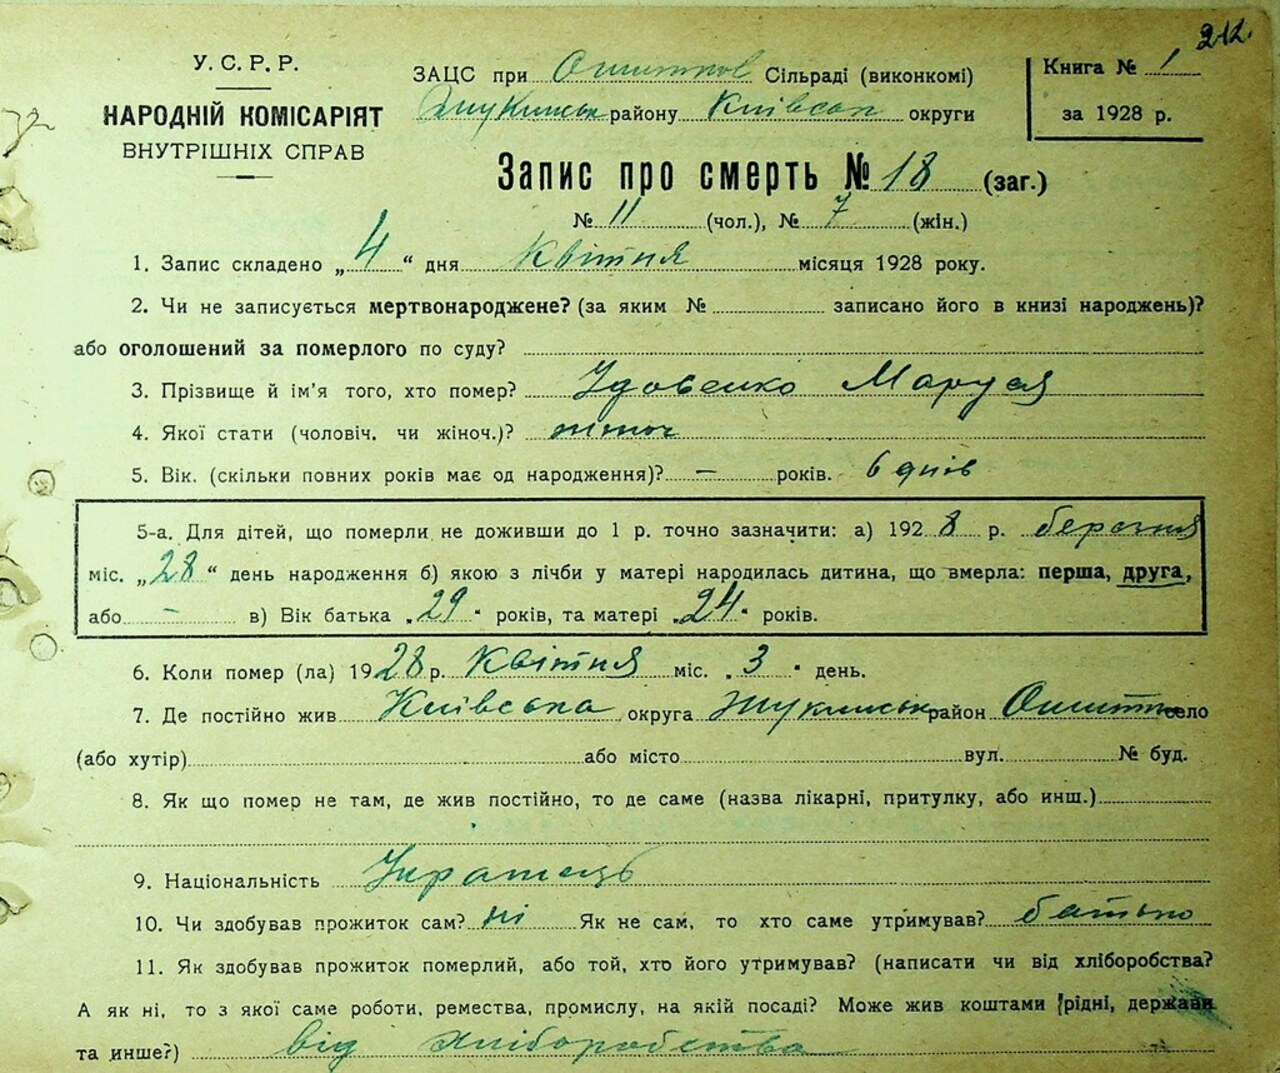 212.
У. С. Р. Р.
НАРОДНІЙ КОМІСАРІЯТ
ВНУТРІШНІХ СПРАВ
ЗАЦС при Ошитков Сільраді (виконкомі)
Жукинськ району Київськ округи
Книга № 1
за 1928 р.
Запис про смерть № 18 (заг.)
№ 11 (чол.), № 7 (жін.)
1. Запис складено „4“ дня Квітня місяця 1928 року.
2. Чи не записується мертвонароджене? (за яким № записано його в книзі народжень)?
або оголошений за померлого по суду?
3. Прізвище й ім'я того, хто помер? Удовенко Маруся
4. Якої стати (чоловіч. чи жіноч.)? жіноч
5. Вік. (скільки повних років має од народження)? — років. 6 днів
5-а. Для дітей, що померли не доживши до 1 р. точно зазначити: а) 1928 р. березня
міс. „28“ день народження б) якою з лічби у матері народилась дитина, що вмерла: перша, друга,
або — в) Вік батька „29“ років, та матері „24“ років.
6. Коли помер (ла) 1928 р. Квітня міс. „3“ день.
7. Де постійно жив Київська округа Жукинськ район село
(або хутір) або місто вул. № буд.
8. Як що помер не там, де жив постійно, то де саме (назва лікарні, притулку, або инш.)
9. Національність
10. Чи здобував прожиток сам? ні Як не сам, то хто саме утримував? батько
11. Як здобував прожиток померлий, або той, хто його утримував? (написати чи від хліборобства?
А як ні, то з якої саме роботи, ремества, промислу, на якій посаді? Може жив коштами рідні, держави
та инше?) від хліборобства